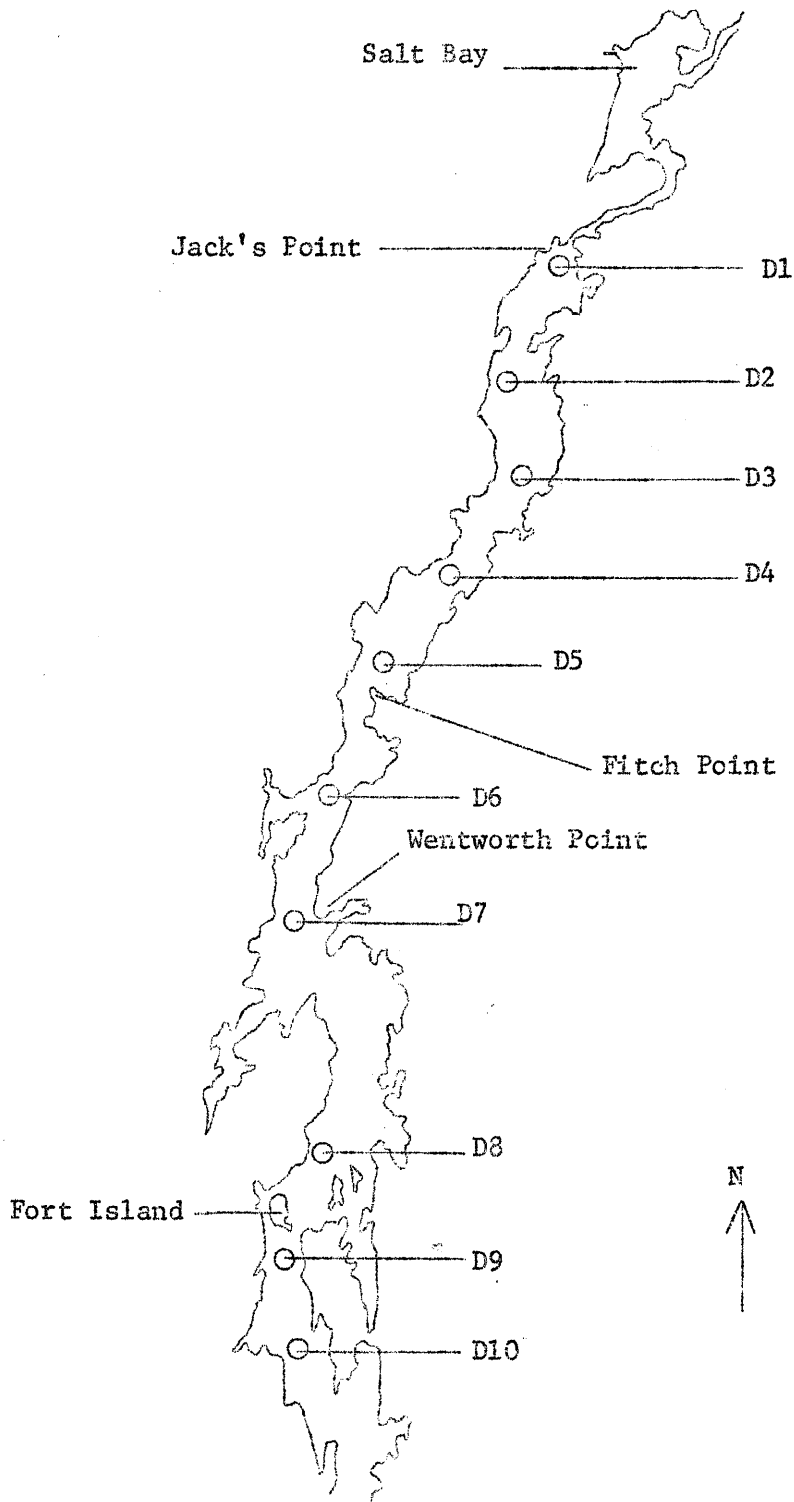 Salt Bay
Jack's Point
D1
D2
D3
D4
D5
Fitch Point
D6
Wentworth Point
D7
D8
N
Fort Island
D9
D10